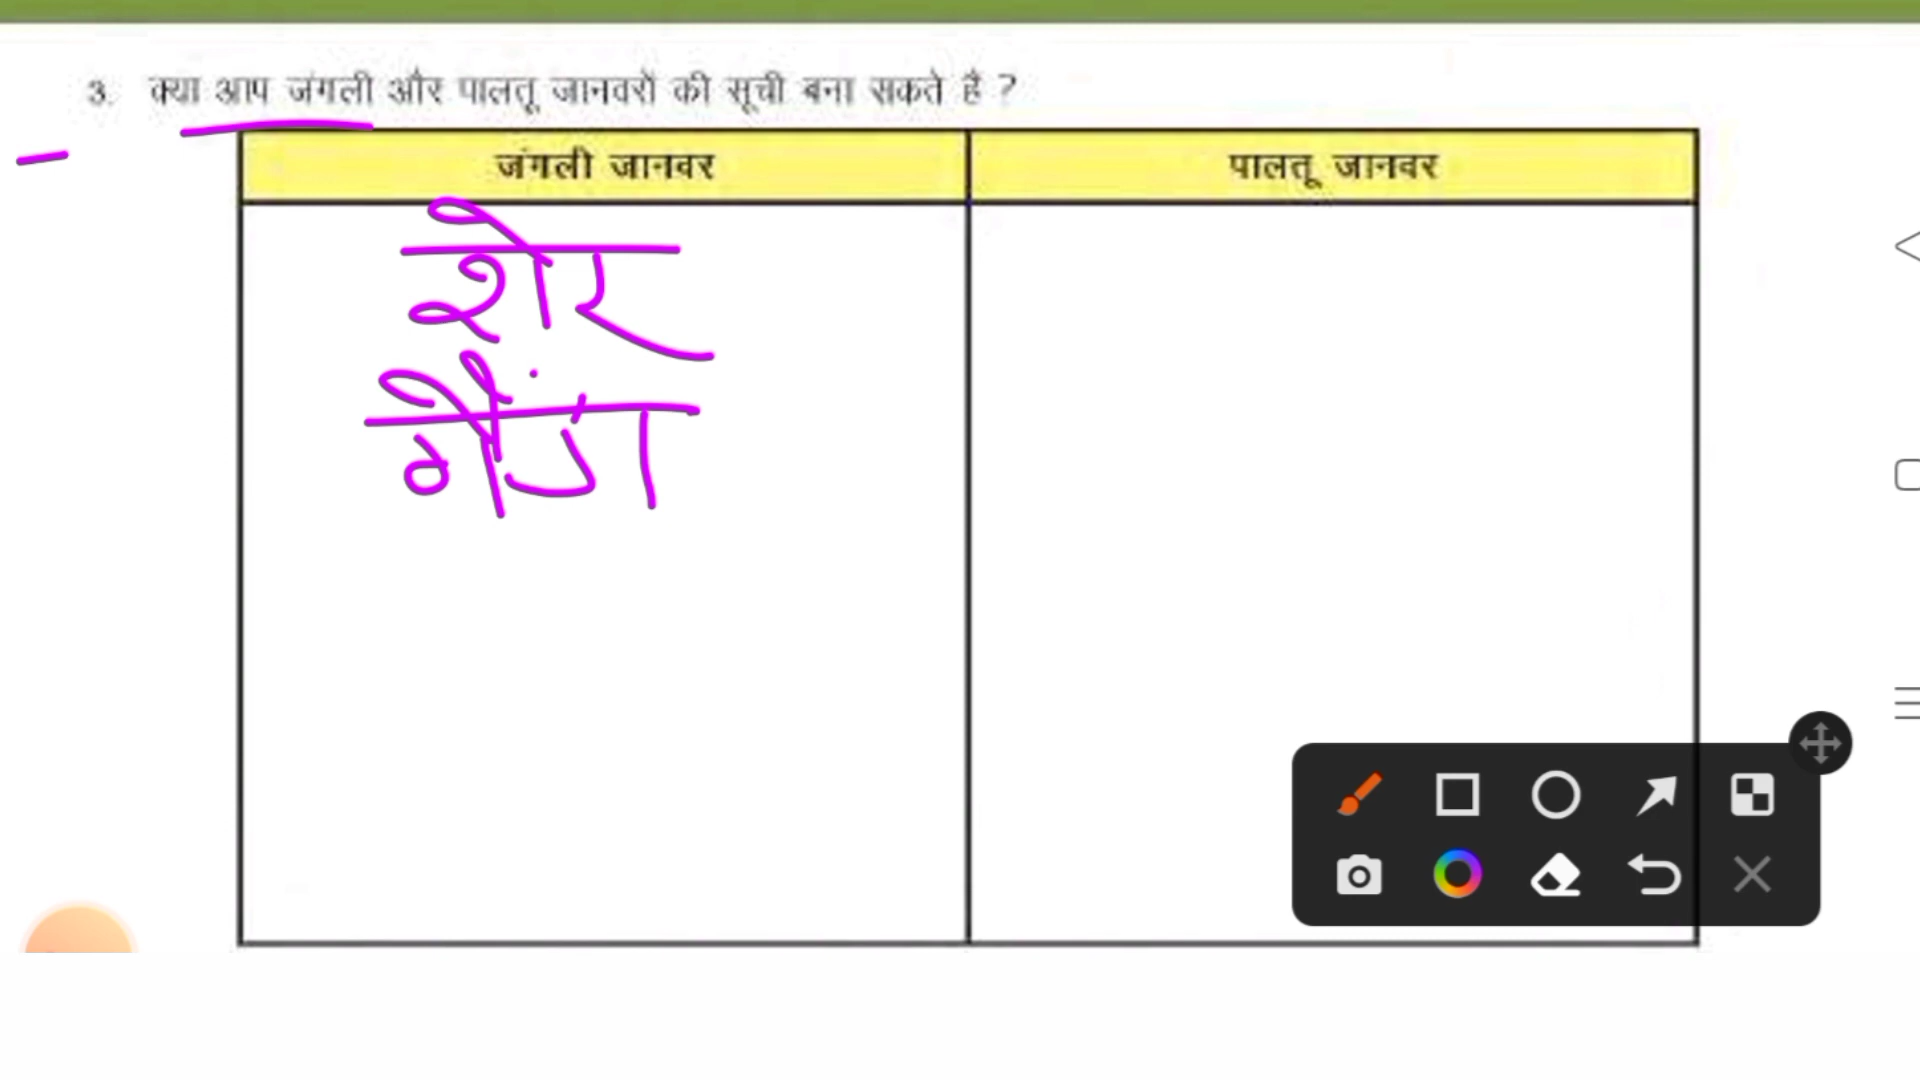 3. क्या आप जंगली और पालतू जानवरों की सूची बना सकते हैं ?
जंगली जानवर
पालतू जानवर
शेर
गैंडा